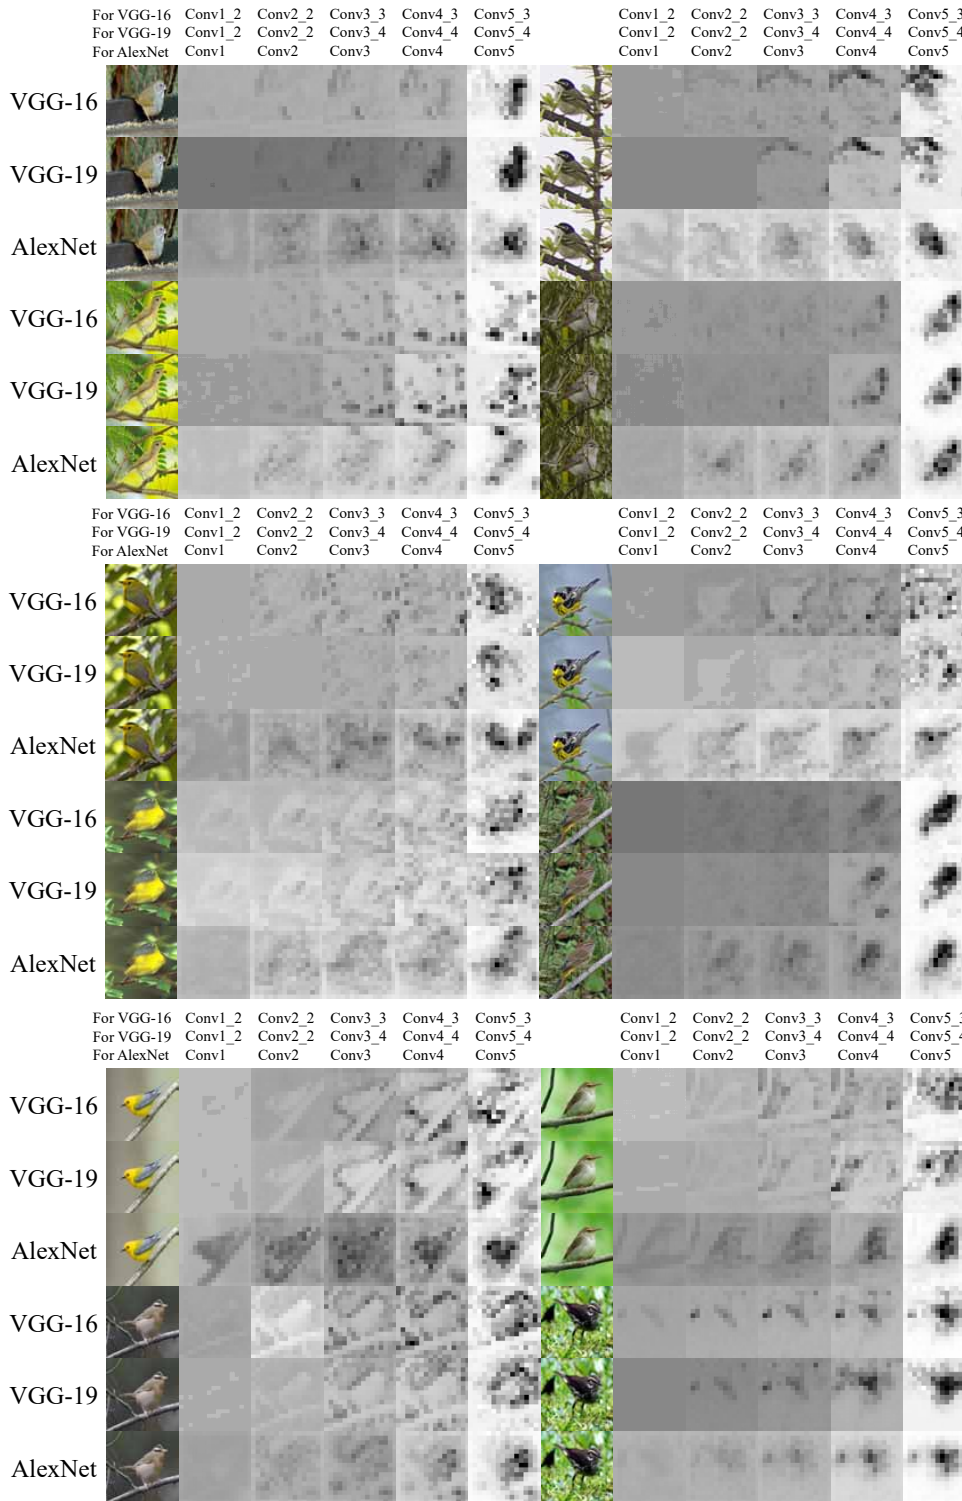 For VGG-16 Conv1_2 Conv2_2 Conv3_3 Conv4_3 Conv5_3 Conv1_2 Conv2_2 Conv3_3 Conv4_3 Conv5_3
For VGG-19 Conv1_2 Conv2_2 Conv3_4 Conv4_4 Conv5_4 Conv1_2 Conv2_2 Conv3_4 Conv4_4 Conv5_4
For AlexNet Conv1 Conv2 Conv3 Conv4 Conv5 Conv1 Conv2 Conv3 Conv4 Conv5
VGG-16
VGG-19
AlexNet
VGG-16
VGG-19
AlexNet
For VGG-16 Conv1_2 Conv2_2 Conv3_3 Conv4_3 Conv5_3 Conv1_2 Conv2_2 Conv3_3 Conv4_3 Conv5_3
For VGG-19 Conv1_2 Conv2_2 Conv3_4 Conv4_4 Conv5_4 Conv1_2 Conv2_2 Conv3_4 Conv4_4 Conv5_4
For AlexNet Conv1 Conv2 Conv3 Conv4 Conv5 Conv1 Conv2 Conv3 Conv4 Conv5
VGG-16
VGG-19
AlexNet
VGG-16
VGG-19
AlexNet
For VGG-16 Conv1_2 Conv2_2 Conv3_3 Conv4_3 Conv5_3 Conv1_2 Conv2_2 Conv3_3 Conv4_3 Conv5_3
For VGG-19 Conv1_2 Conv2_2 Conv3_4 Conv4_4 Conv5_4 Conv1_2 Conv2_2 Conv3_4 Conv4_4 Conv5_4
For AlexNet Conv1 Conv2 Conv3 Conv4 Conv5 Conv1 Conv2 Conv3 Conv4 Conv5
VGG-16
VGG-19
AlexNet
VGG-16
VGG-19
AlexNet